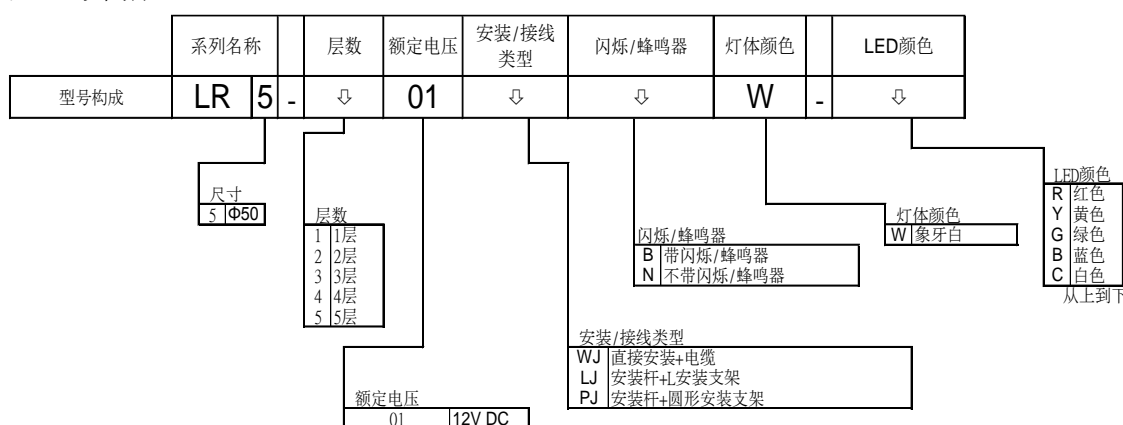 系列名称 层数 额定电压 安装/接线类型 闪烁/蜂鸣器 灯体颜色 LED颜色
型号构成 LR 5 - ⇩ 01 ⇩ ⇩ W - ⇩
尺寸
5 Φ50
层数
1 1层
2 2层
3 3层
4 4层
5 5层
闪烁/蜂鸣器
B 带闪烁/蜂鸣器
N 不带闪烁/蜂鸣器
灯体颜色
W 象牙白
LED颜色
R 红色
Y 黄色
G 绿色
B 蓝色
C 白色
从上到下
安装/接线类型
WJ 直接安装+电缆
LJ 安装杆+L安装支架
PJ 安装杆+圆形安装支架
额定电压
01 12V DC